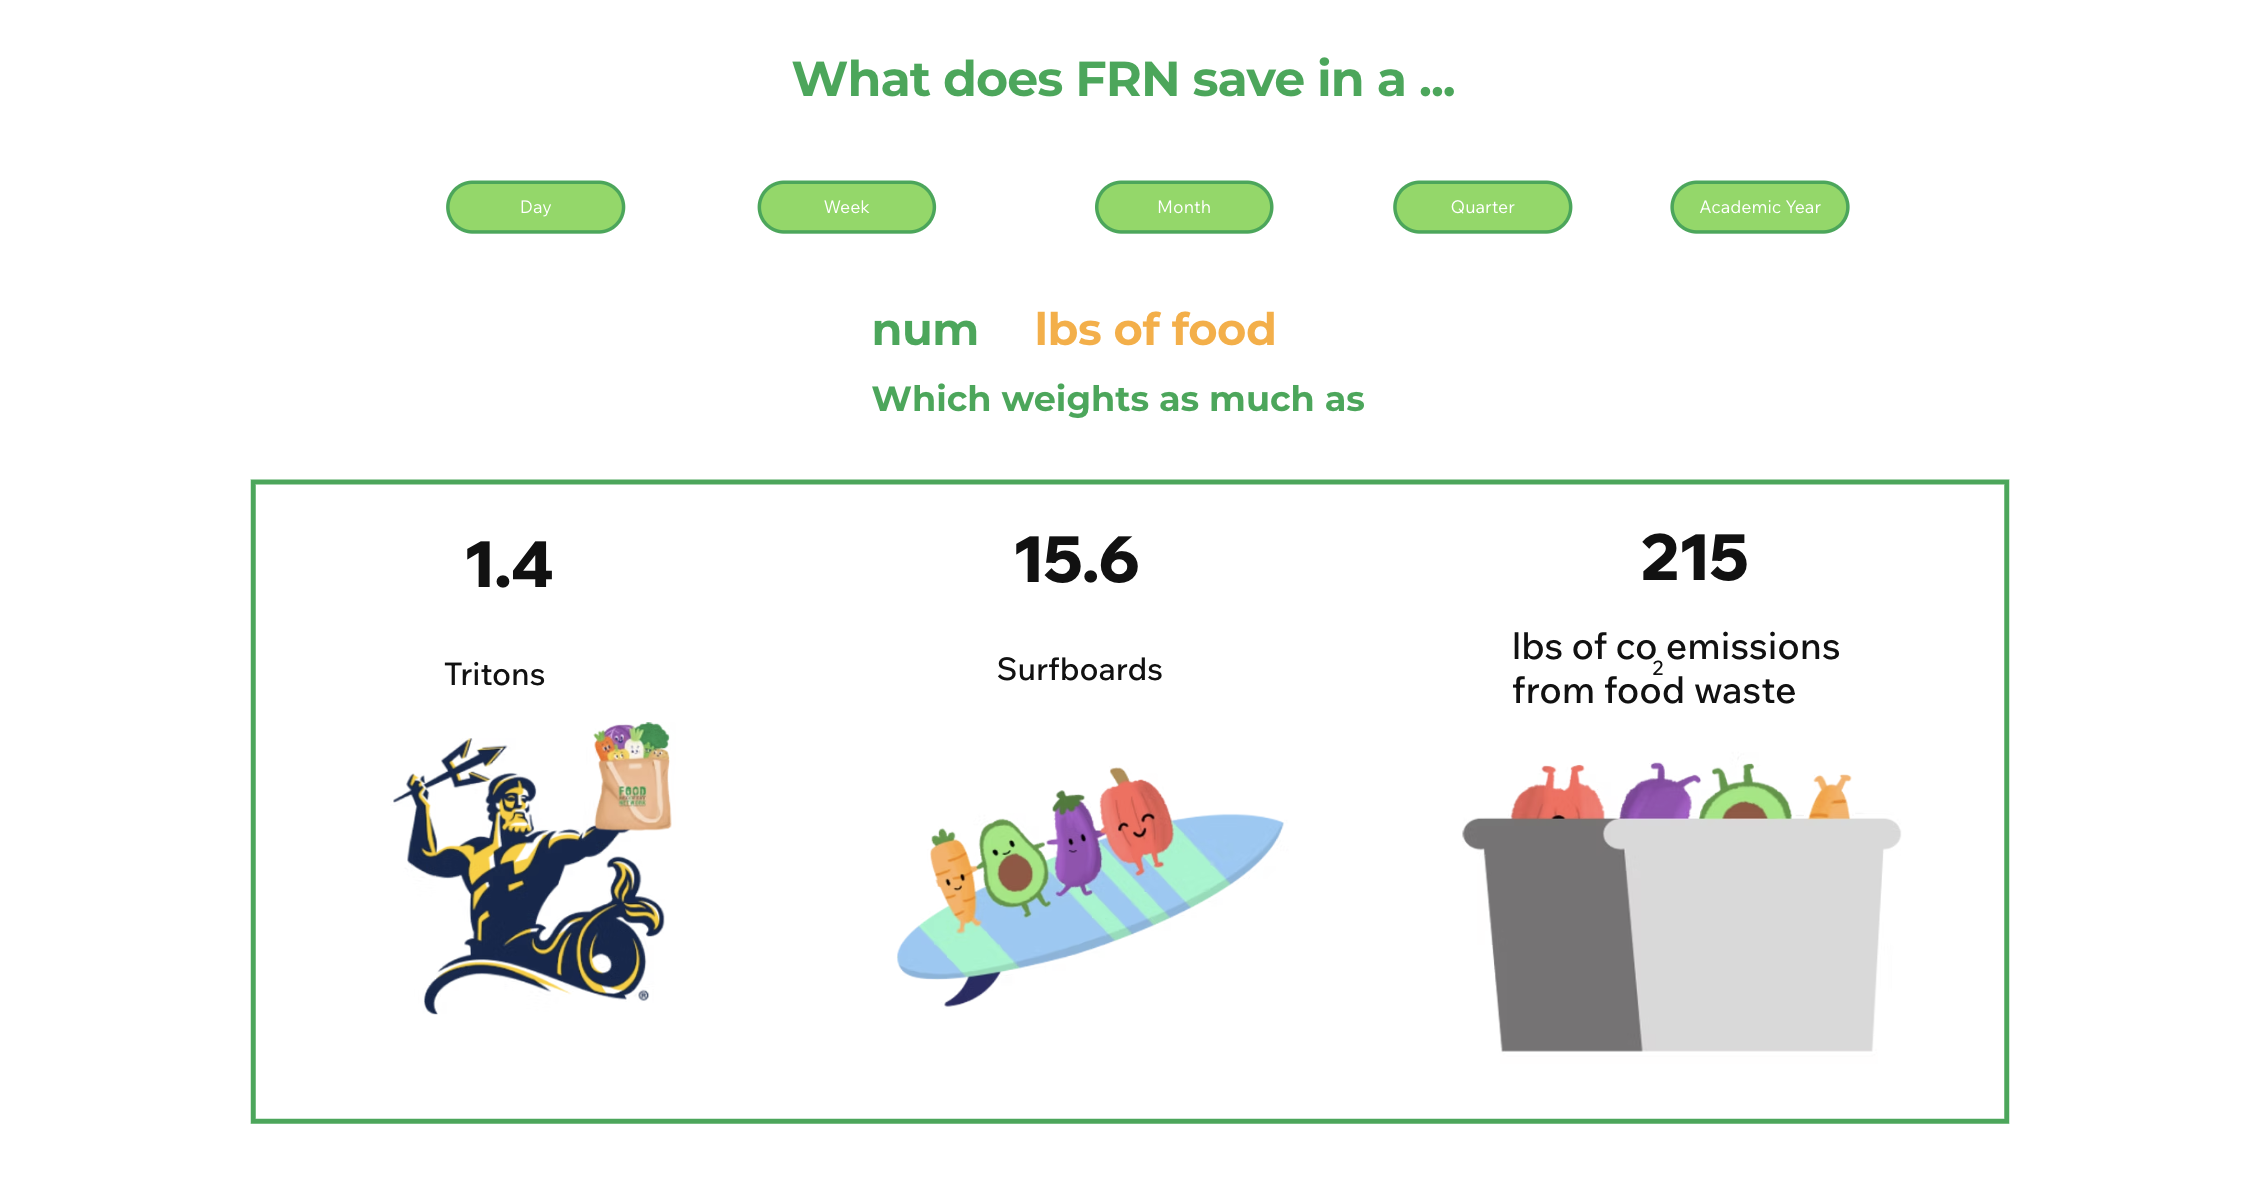 What does FRN save in a ...
Day
Week
Month
Quarter
Academic Year
num lbs of food
Which weights as much as
1.4
Tritons
15.6
Surfboards
215
lbs of co2 emissions
from food waste
FOOD
®